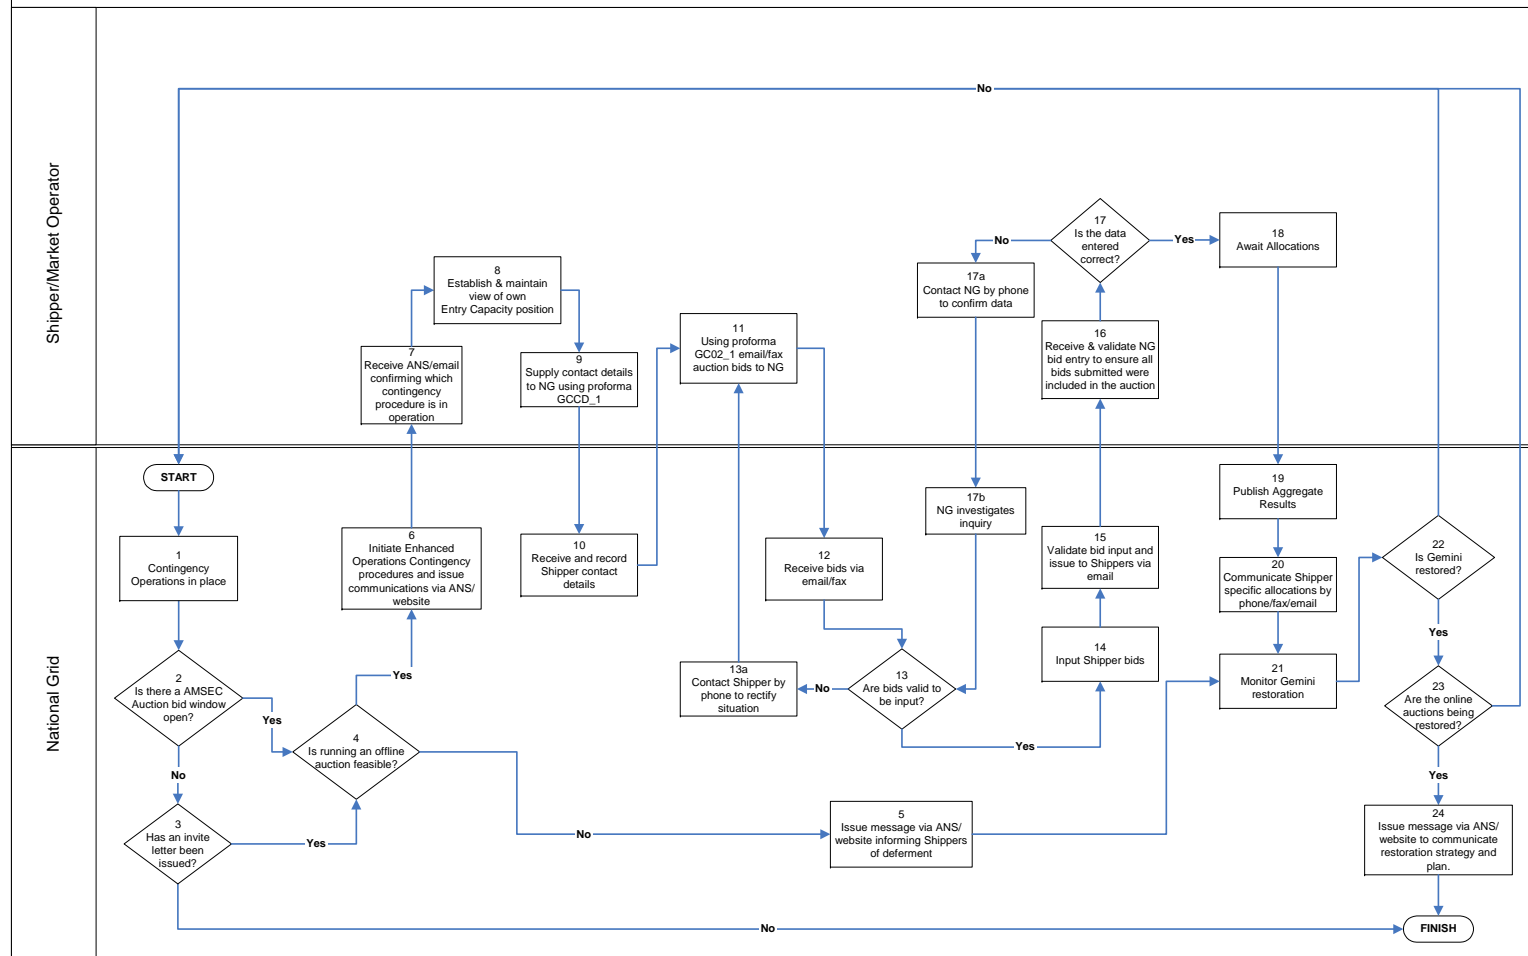 Shipper/Market Operator
No
17
Is the data
entered
correct?
No
Yes
18
Await Allocations
8
Establish & maintain
view of own
Entry Capacity position
17a
Contact NG by phone
to confirm data
11
Using proforma
GC02_1 email/fax
auction bids to NG
16
Receive & validate NG
bid entry to ensure all
bids submitted were
included in the auction
7
Receive ANS/email
confirming which
contingency
procedure is in
operation
9
Supply contact details
to NG using proforma
GCCD_1
National Grid
START
19
Publish Aggregate
Results
17b
NG investigates
inquiry
1
Contingency
Operations in place
6
Initiate Enhanced
Operations Contingency
procedures and issue
communications via ANS/
website
10
Receive and record
Shipper contact
details
12
Receive bids via
email/fax
15
Validate bid input and
issue to Shippers via
email
22
Is Gemini
restored?
20
Communicate Shipper
specific allocations by
phone/fax/email
Yes
2
Is there a AMSEC
Auction bid window
open?
Yes
Yes
13a
Contact Shipper by
phone to rectify
situation
No
13
Are bids valid to
be input?
14
Input Shipper bids
21
Monitor Gemini
restoration
23
Are the online
auctions being
restored?
4
Is running an offline
auction feasible?
Yes
No
Yes
3
Has an invite
letter been
issued?
Yes
No
5
Issue message via ANS/
website informing Shippers
of deferment
24
Issue message via ANS/
website to communicate
restoration strategy and
plan.
No
FINISH